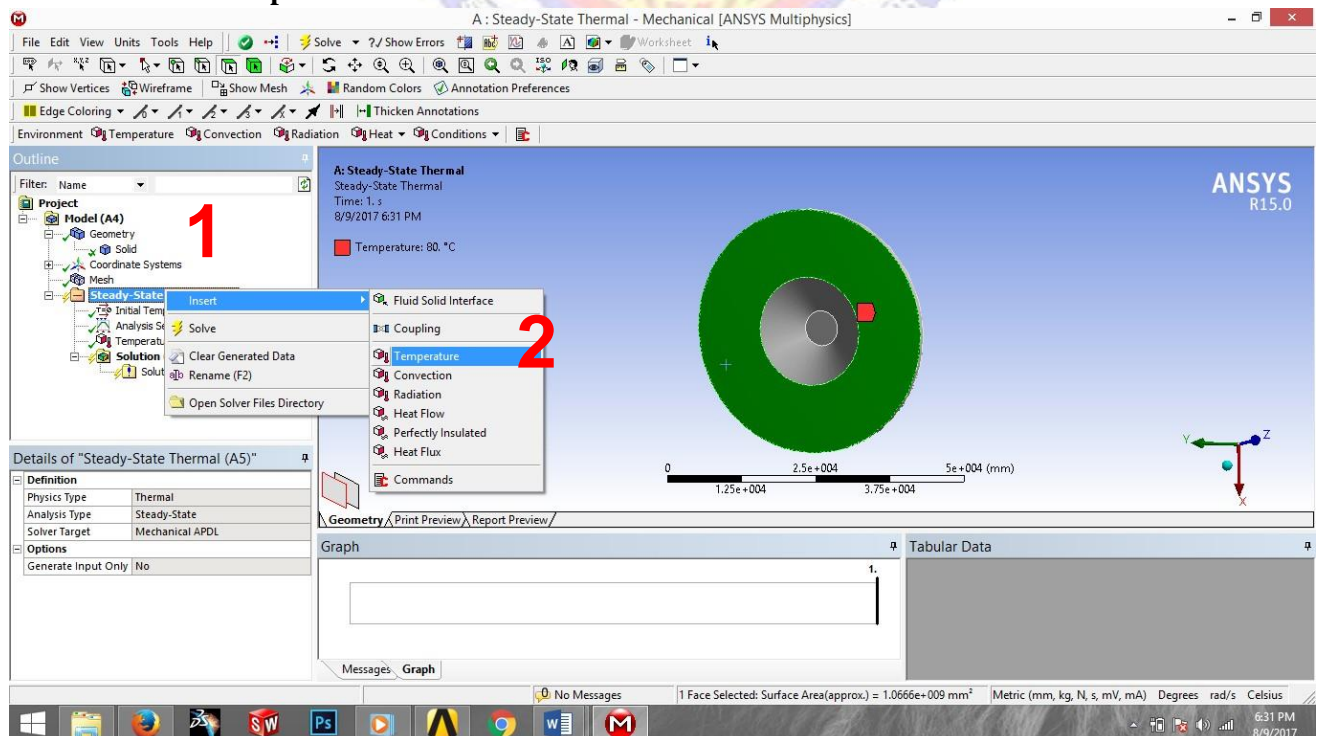 A : Steady-State Thermal - Mechanical [ANSYS Multiphysics]
File Edit View Units Tools Help Solve ?/ Show Errors Worksheet
Show Vertices Wireframe Show Mesh Random Colors Annotation Preferences
Edge Coloring Thicken Annotations
Environment Temperature Convection Radiation Heat Conditions
Outline
Filter: Name
Project
Model (A4)
Geometry
Solid
Coordinate Systems
Mesh
Steady-State
Initial Temp
Analysis Se
Temperatu
Solution
Solut
1
Insert
Solve
Clear Generated Data
Rename (F2)
Open Solver Files Directory
Fluid Solid Interface
Coupling
Temperature
Convection
Radiation
Heat Flow
Perfectly Insulated
Heat Flux
Commands
2
A: Steady-State Thermal
Steady-State Thermal
Time: 1. s
8/9/2017 6:31 PM
Temperature: 80. °C
ANSYS
R15.0
Y Z
X
0 2.5e+004 5e+004 (mm)
1.25e+004 3.75e+004
Geometry Print Preview Report Preview
Details of "Steady-State Thermal (A5)"
Definition
Physics Type Thermal
Analysis Type Steady-State
Solver Target Mechanical APDL
Options
Generate Input Only No
Graph
1.
Messages Graph
Tabular Data
0 No Messages 1 Face Selected: Surface Area(approx.) = 1.0666e+009 mm² Metric (mm, kg, N, s, mV, mA) Degrees rad/s Celsius
6:31 PM
8/9/2017